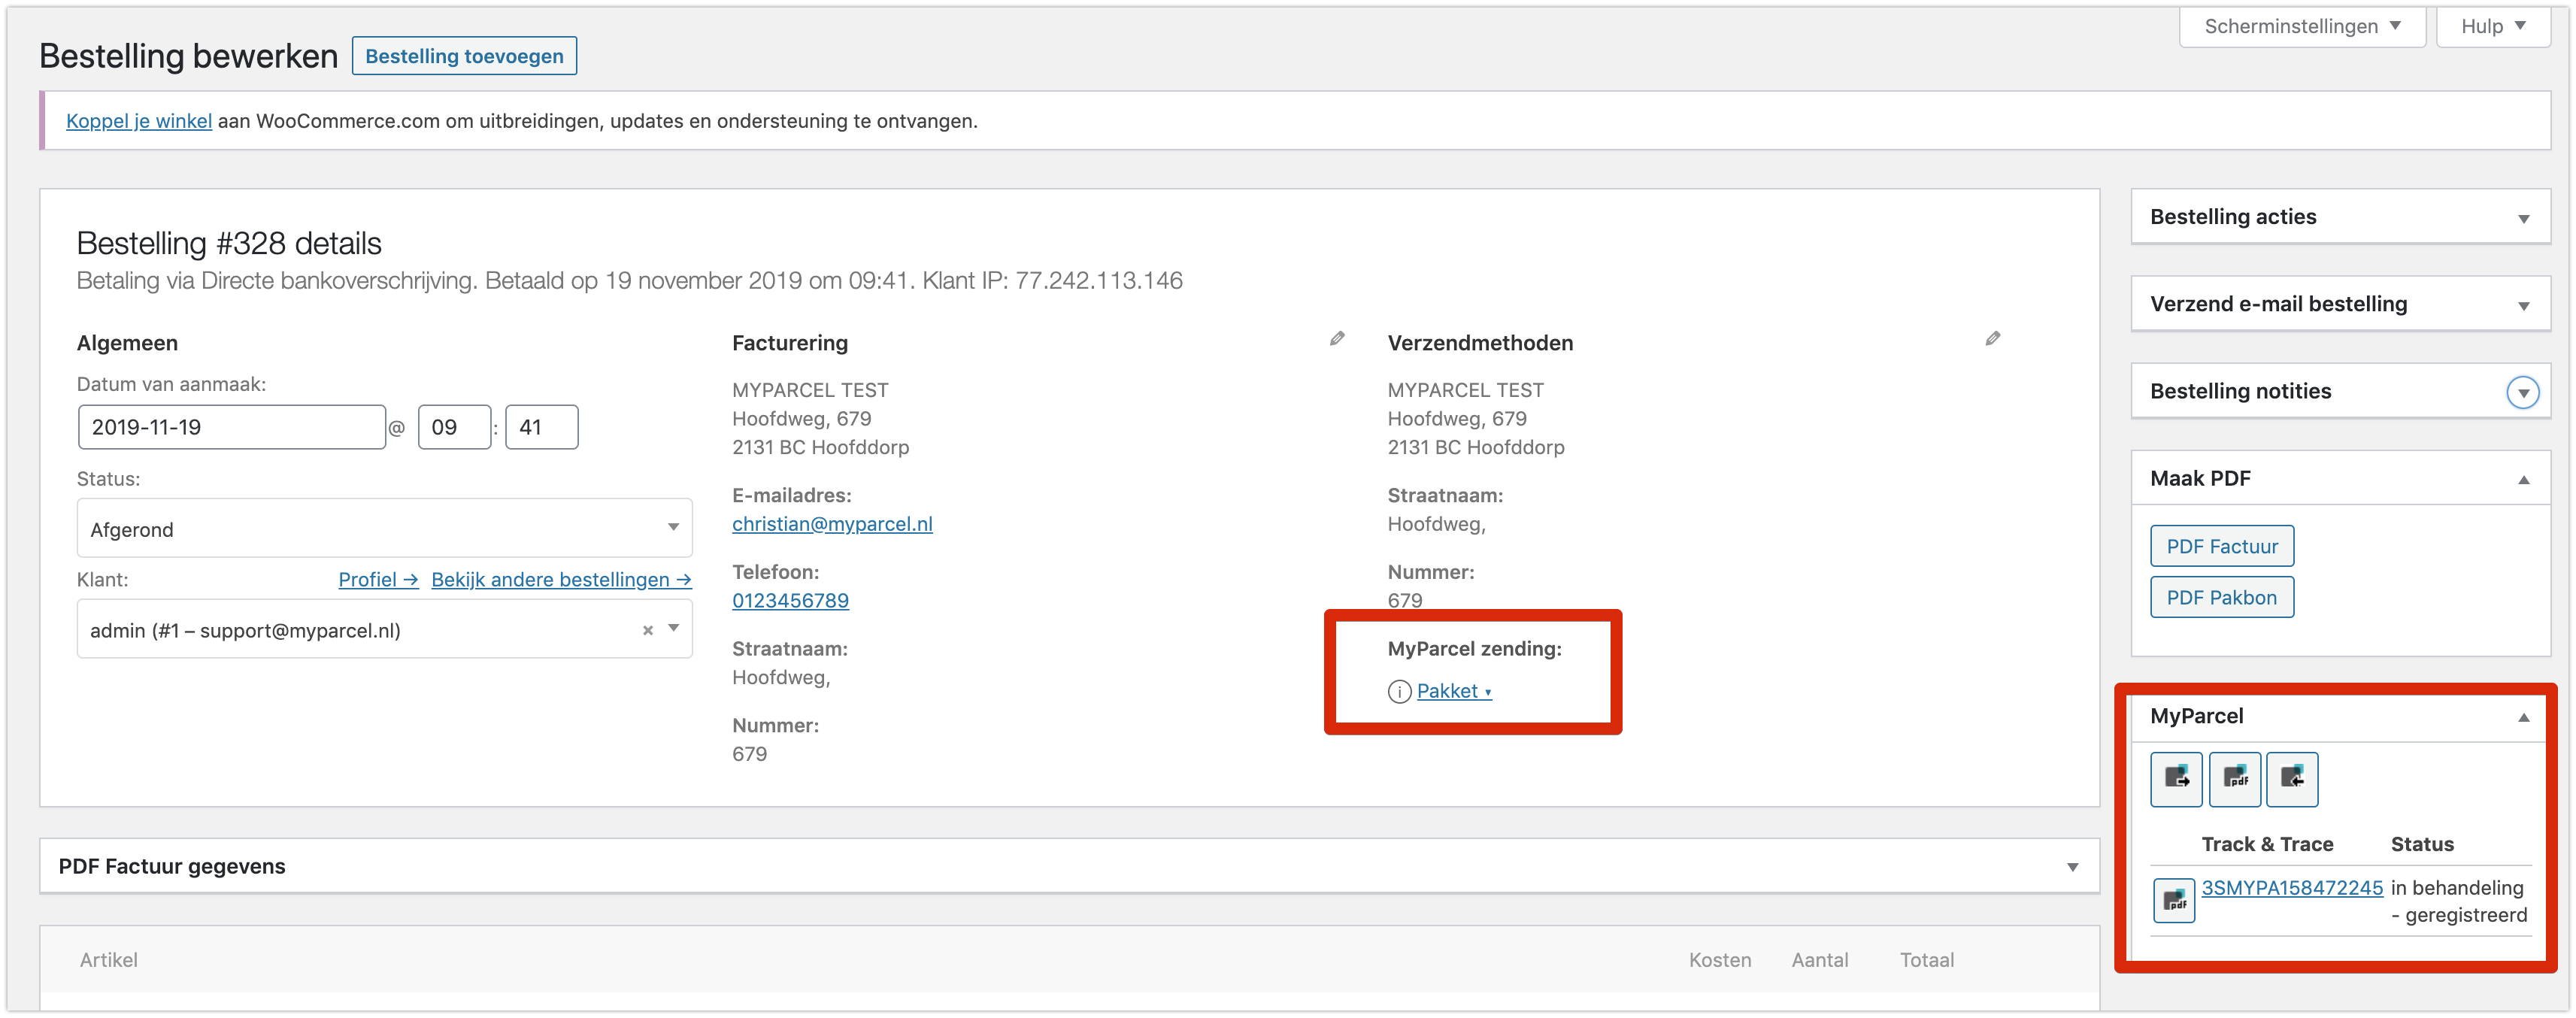 Scherminstellingen ▼
Hulp ▼
Bestelling bewerken
Bestelling toevoegen
Koppel je winkel aan WooCommerce.com om uitbreidingen, updates en ondersteuning te ontvangen.
Bestelling #328 details
Betaling via Directe bankoverschrijving. Betaald op 19 november 2019 om 09:41. Klant IP: 77.242.113.146
Algemeen
Datum van aanmaak:
2019-11-19 @ 09 : 41
Status:
Afgerond
Klant: Profiel → Bekijk andere bestellingen →
admin (#1 – support@myparcel.nl) ×
Facturering
MYPARCEL TEST
Hoofdweg, 679
2131 BC Hoofddorp
E-mailadres:
christian@myparcel.nl
Telefoon:
0123456789
Straatnaam:
Hoofdweg,
Nummer:
679
Verzendmethoden
MYPARCEL TEST
Hoofdweg, 679
2131 BC Hoofddorp
Straatnaam:
Hoofdweg,
Nummer:
679
MyParcel zending:
i Pakket ▾
PDF Factuur gegevens
Artikel Kosten Aantal Totaal
Bestelling acties
Verzend e-mail bestelling
Bestelling notities
Maak PDF
PDF Factuur
PDF Pakbon
MyParcel
pdf
Track & Trace Status
pdf 3SMYPA158472245 in behandeling
- geregistreerd